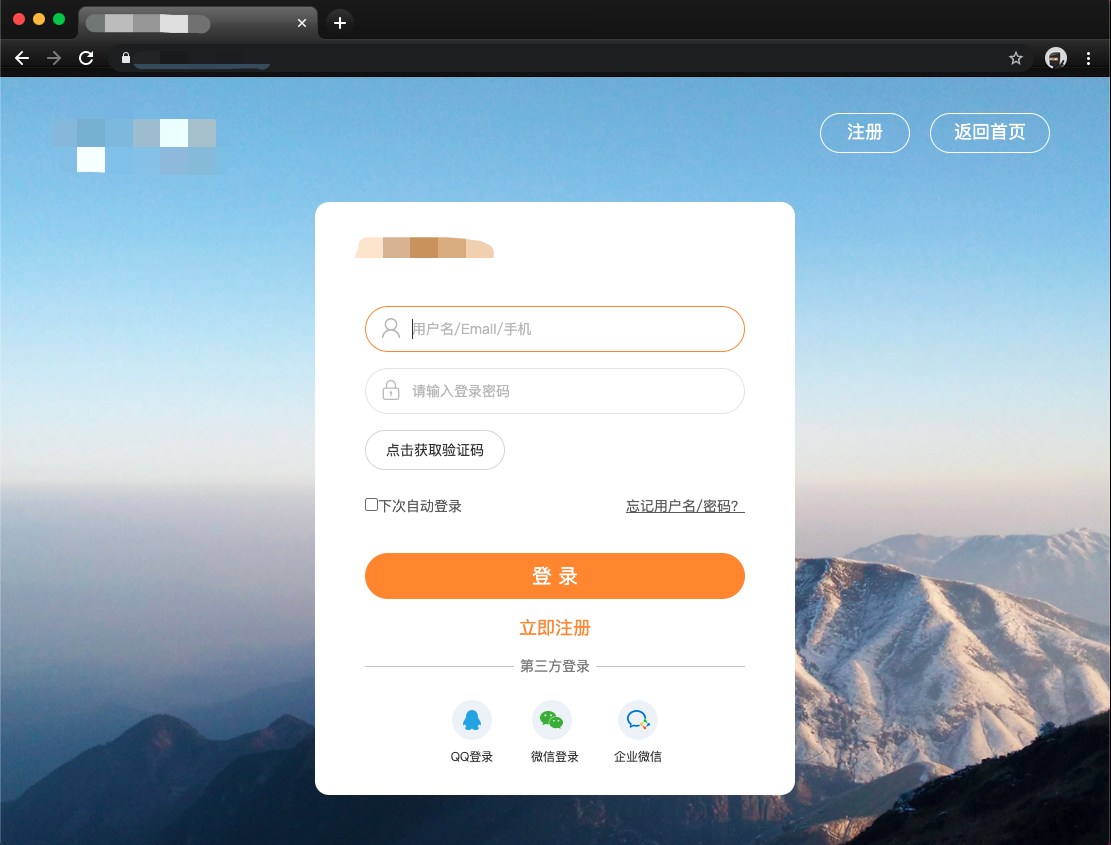 注册
返回首页
用户名/Email/手机
请输入登录密码
点击获取验证码
下次自动登录
忘记用户名/密码?
登 录
立即注册
第三方登录
QQ登录
微信登录
企业微信